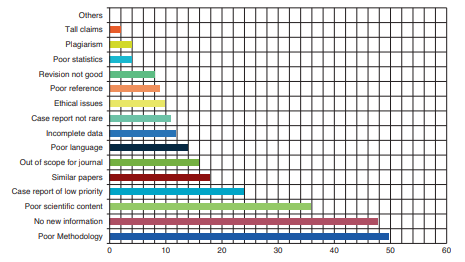 Others
Tall claims
Plagiarism
Poor statistics
Revision not good
Poor reference
Ethical issues
Case report not rare
Incomplete data
Poor language
Out of scope for journal
Similar papers
Case report of low priority
Poor scientific content
No new information
Poor Methodology
0 10 20 30 40 50 60